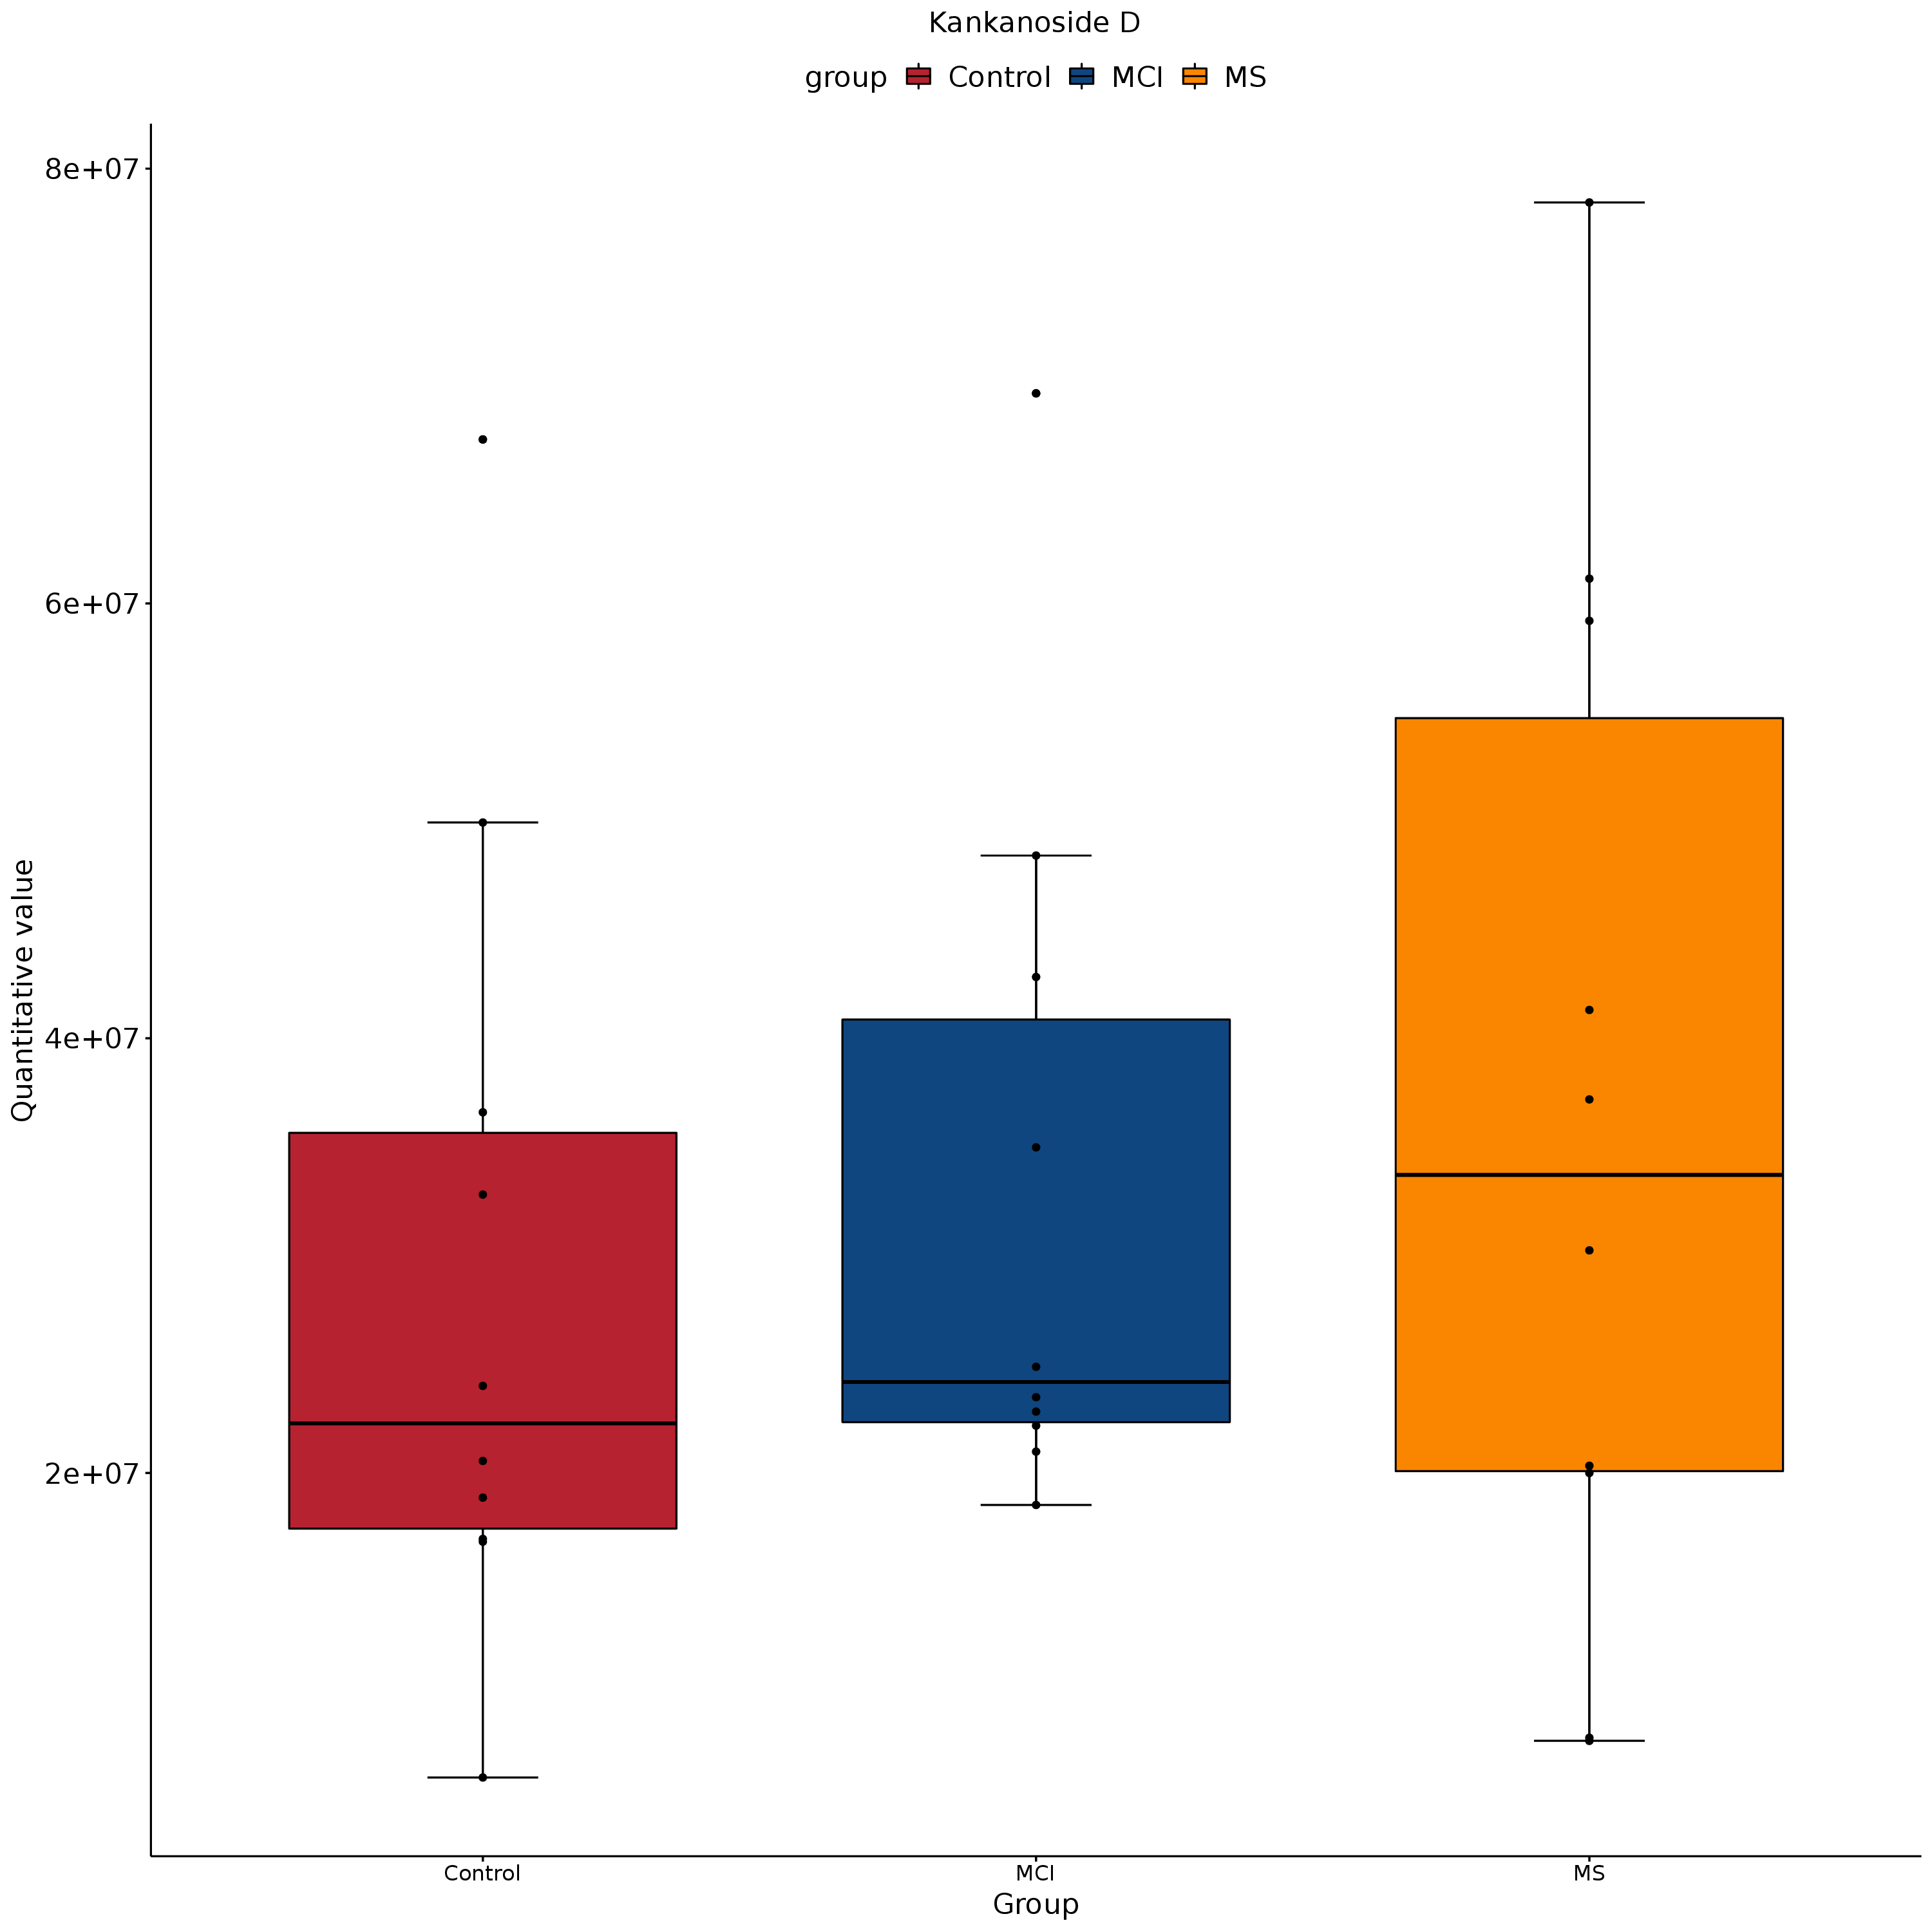 Kankanoside D
group Control MCI MS
8e+07
6e+07
4e+07
2e+07
Quantitative value
Control MCI MS
Group